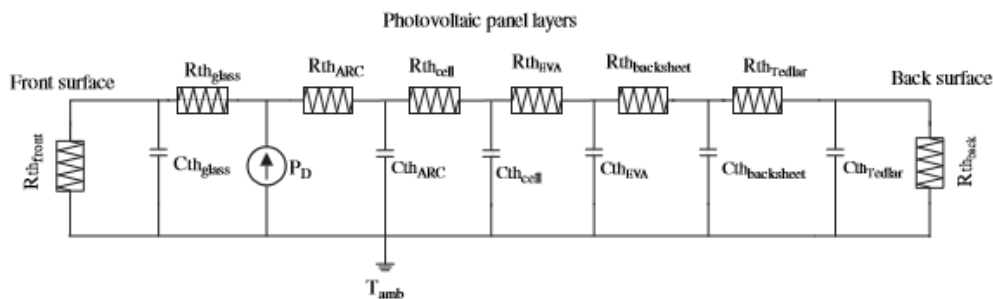 Photovoltaic panel layers
Front surface
Rth_glass
Rth_ARC
Rth_cell
Rth_EVA
Rth_backsheet
Rth_Tedlar
Back surface
Rth_front
Cth_glass
P_D
Cth_ARC
Cth_cell
Cth_EVA
Cth_backsheet
Cth_Tedlar
Rth_back
T_amb